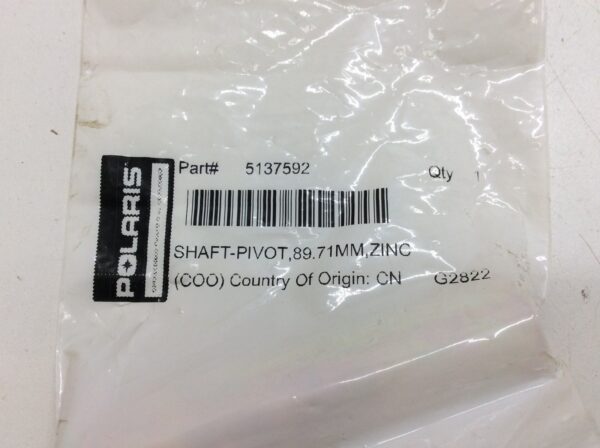 POLARIS
Part# 5137592 Qty 1
SHAFT-PIVOT,89.71MM,ZINC
(COO) Country Of Origin: CN G2822